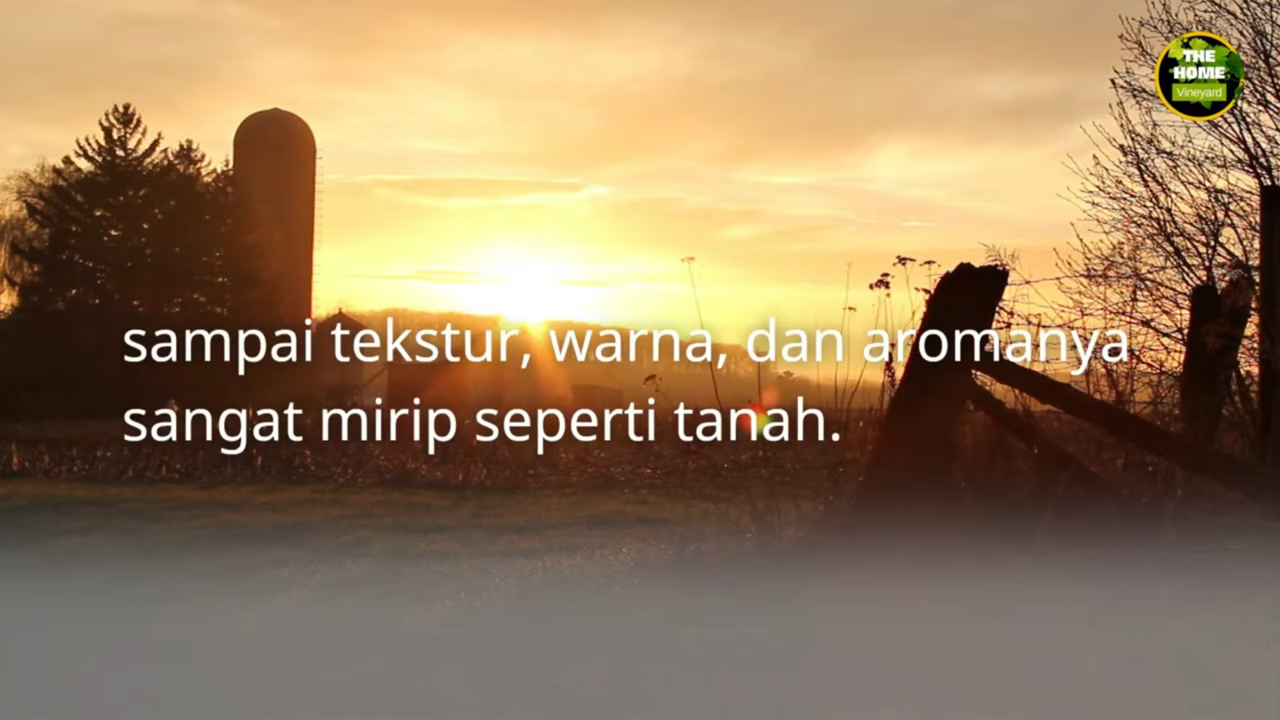 THE
HOME
Vineyard
sampai tekstur, warna, dan aromanya
sangat mirip seperti tanah.